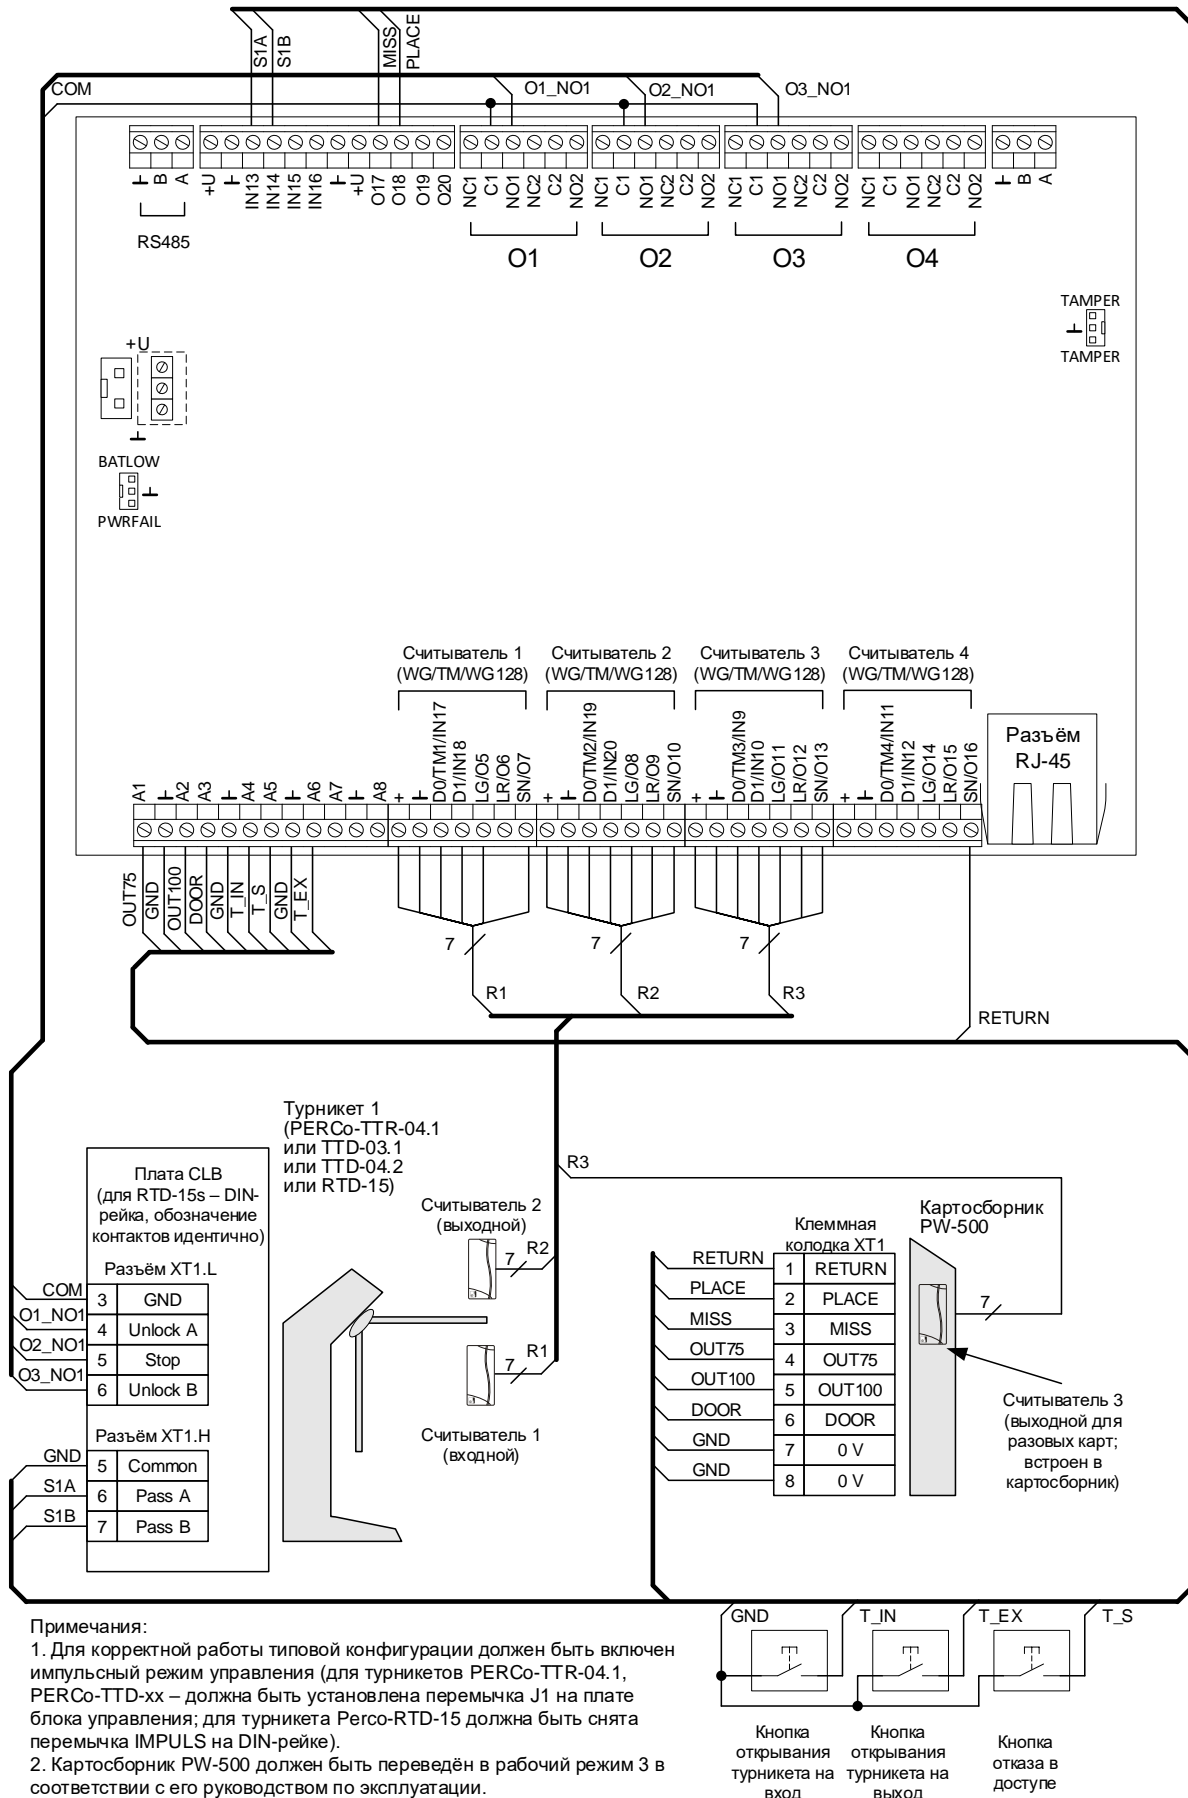 S1A
S1B
MISS
PLACE
COM
O1_NO1
O2_NO1
O3_NO1
B
A
+U
IN13
IN14
IN15
IN16
+U
O17
O18
O19
O20
NC1
C1
NO1
NC2
C2
NO2
NC1
C1
NO1
NC2
C2
NO2
NC1
C1
NO1
NC2
C2
NO2
NC1
C1
NO1
NC2
C2
NO2
B
A
RS485
O1
O2
O3
O4
TAMPER
TAMPER
+U
BATLOW
PWRFAIL
Считыватель 1
(WG/TM/WG128)
Считыватель 2
(WG/TM/WG128)
Считыватель 3
(WG/TM/WG128)
Считыватель 4
(WG/TM/WG128)
A1
A2
A3
A4
A5
A6
A7
A8
+
D0/TM1/IN17
D1/IN18
LG/O5
LR/O6
SN/O7
+
D0/TM2/IN19
D1/IN20
LG/O8
LR/O9
SN/O10
+
D0/TM3/IN9
D1/IN10
LG/O11
LR/O12
SN/O13
+
D0/TM4/IN11
D1/IN12
LG/O14
LR/O15
SN/O16
Разъём
RJ-45
OUT75
GND
OUT100
DOOR
GND
T_IN
T_S
GND
T_EX
7
7
7
R1
R2
R3
RETURN
Турникет 1
(PERCo-TTR-04.1
или TTD-03.1
или TTD-04.2
или RTD-15)
Плата CLB
(для RTD-15s – DIN-
рейка, обозначение
контактов идентично)
Разъём XT1.L
COM
3 GND
O1_NO1
4 Unlock A
O2_NO1
5 Stop
O3_NO1
6 Unlock B
Разъём XT1.H
GND
5 Common
S1A
6 Pass A
S1B
7 Pass B
Считыватель 2
(выходной)
7
R2
7
R1
Считыватель 1
(входной)
R3
Картосборник
PW-500
Клеммная
колодка XT1
RETURN
1 RETURN
PLACE
2 PLACE
MISS
3 MISS
OUT75
4 OUT75
OUT100
5 OUT100
DOOR
6 DOOR
GND
7 0 V
GND
8 0 V
7
Считыватель 3
(выходной для
разовых карт;
встроен в
картосборник)
Примечания:
1. Для корректной работы типовой конфигурации должен быть включен
импульсный режим управления (для турникетов PERCo-TTR-04.1,
PERCo-TTD-xx – должна быть установлена перемычка J1 на плате
блока управления; для турникета Perco-RTD-15 должна быть снята
перемычка IMPULS на DIN-рейке).
2. Картосборник PW-500 должен быть переведён в рабочий режим 3 в
соответствии с его руководством по эксплуатации.
GND
T_IN
T_EX
T_S
Кнопка
открывания
турникета на
вход
Кнопка
открывания
турникета на
выход
Кнопка
отказа в
доступе